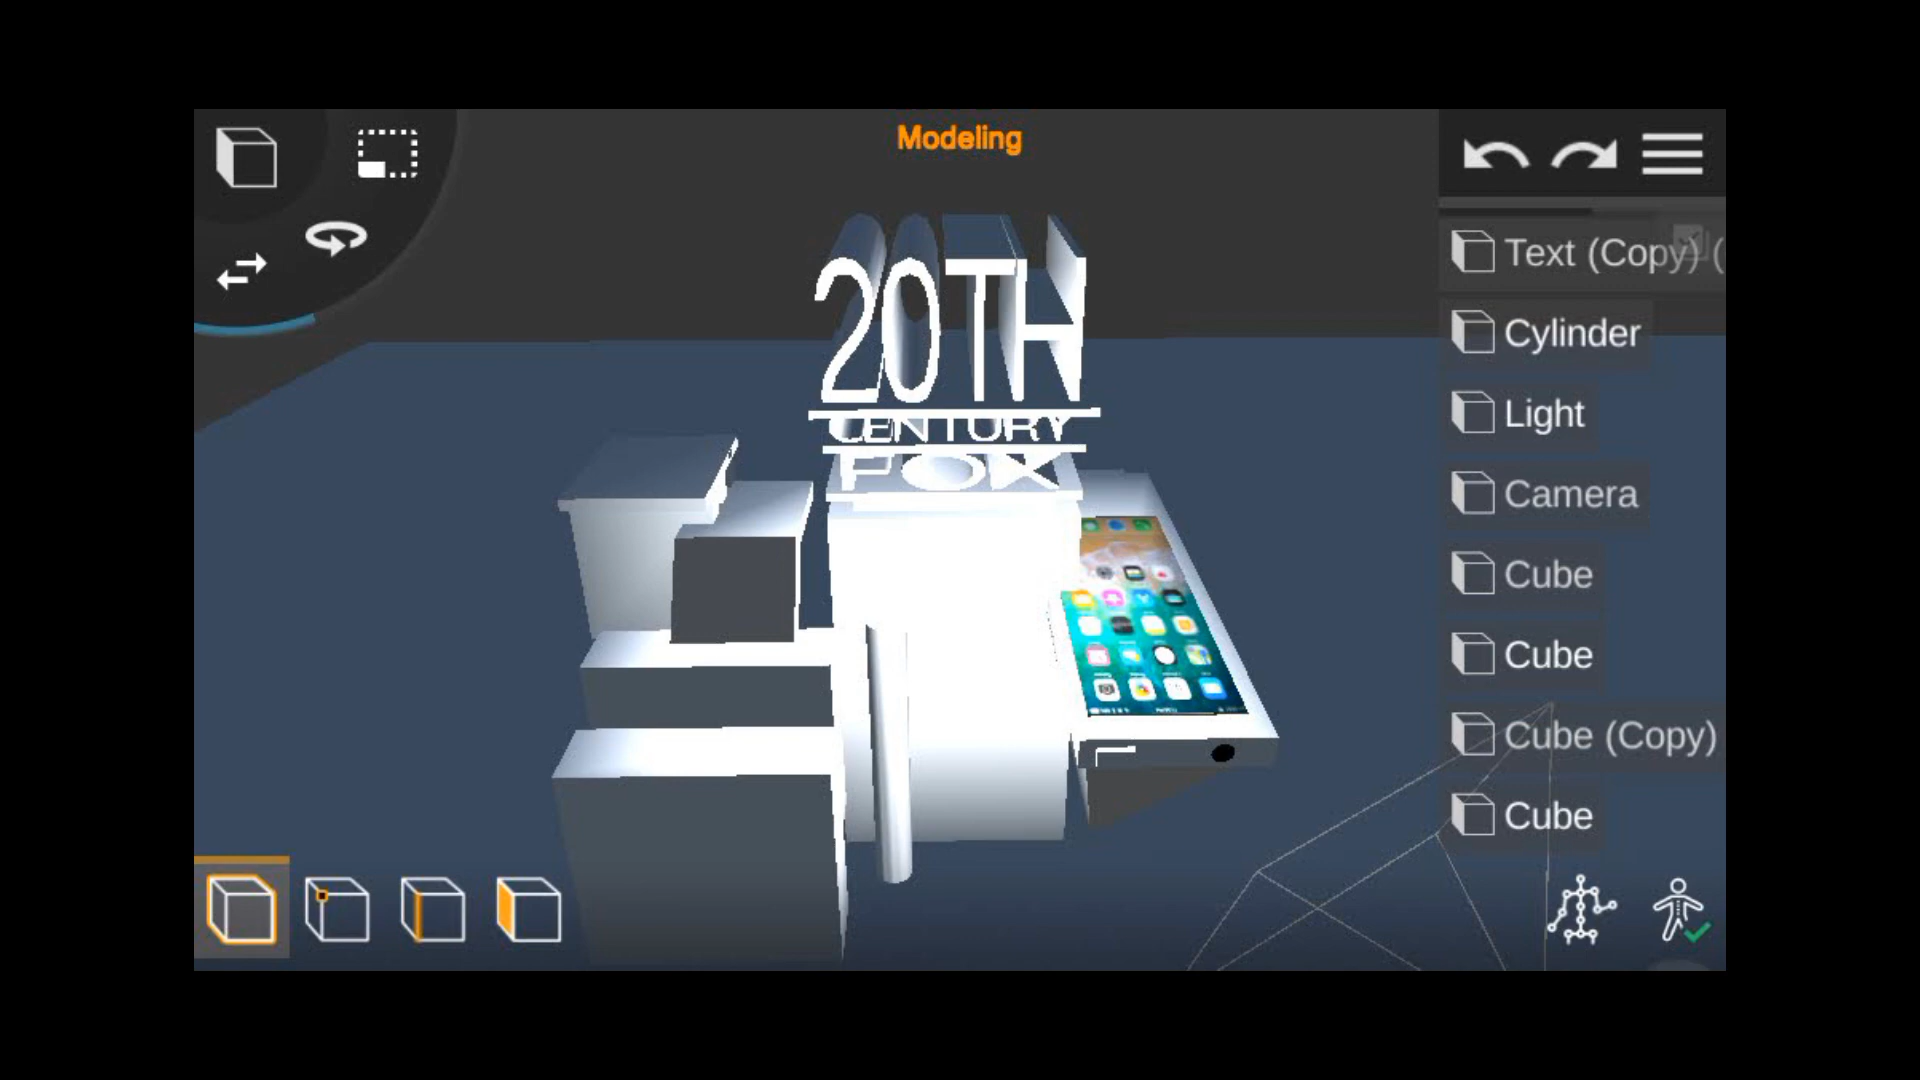 Modeling
20TH
CENTURY
FOX
Text (Copy) (
Cylinder
Light
Camera
Cube
Cube
Cube (Copy)
Cube